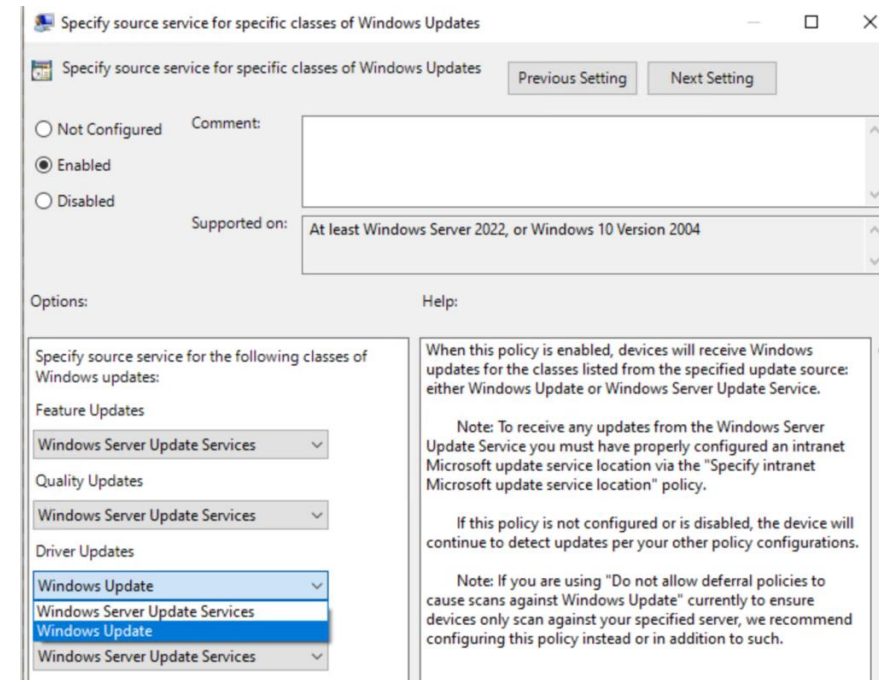 Specify source service for specific classes of Windows Updates
Specify source service for specific classes of Windows Updates
Previous Setting
Next Setting
Not Configured
Comment:
Enabled
Disabled
Supported on:
At least Windows Server 2022, or Windows 10 Version 2004
Options:
Help:
Specify source service for the following classes of
Windows updates:
Feature Updates
Windows Server Update Services
Quality Updates
Windows Server Update Services
Driver Updates
Windows Update
Windows Server Update Services
Windows Update
Windows Server Update Services
When this policy is enabled, devices will receive Windows
updates for the classes listed from the specified update source:
either Windows Update or Windows Server Update Service.
Note: To receive any updates from the Windows Server
Update Service you must have properly configured an intranet
Microsoft update service location via the "Specify intranet
Microsoft update service location" policy.
If this policy is not configured or is disabled, the device will
continue to detect updates per your other policy configurations.
Note: If you are using "Do not allow deferral policies to
cause scans against Windows Update" currently to ensure
devices only scan against your specified server, we recommend
configuring this policy instead or in addition to such.